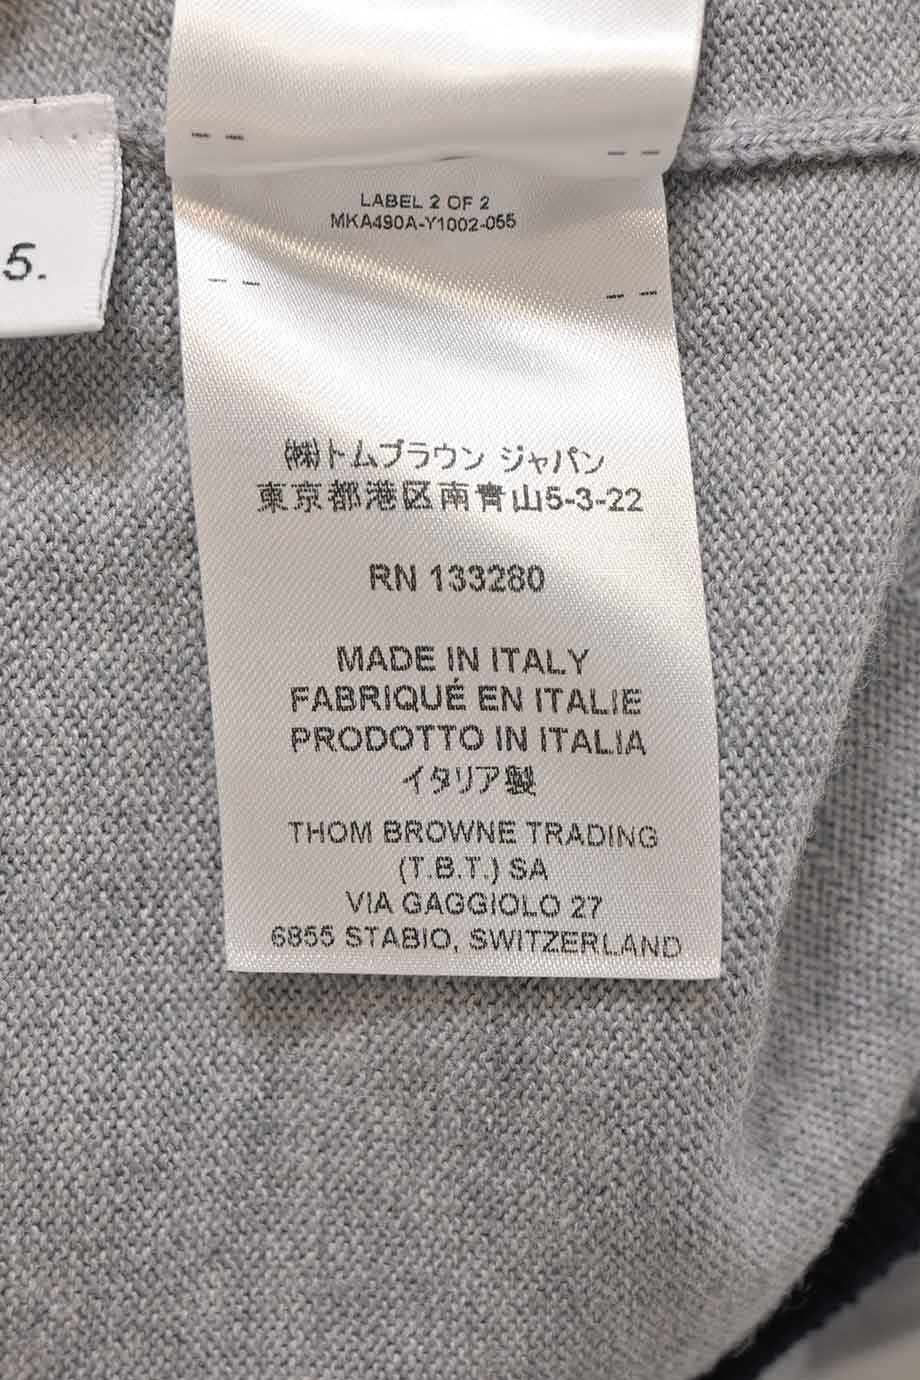 5.
LABEL 2 OF 2
MKA490A-Y1002-055
㈱トムブラウン ジャパン
東京都港区南青山5-3-22
RN 133280
MADE IN ITALY
FABRIQUÉ EN ITALIE
PRODOTTO IN ITALIA
イタリア製
THOM BROWNE TRADING
(T.B.T.) SA
VIA GAGGIOLO 27
6855 STABIO, SWITZERLAND